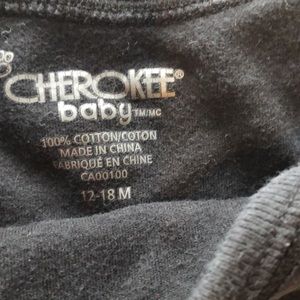 CHEROKEE®
baby TM/MC
100% COTTON/COTON
MADE IN CHINA
FABRIQUÉ EN CHINE
CA00100
12-18 M